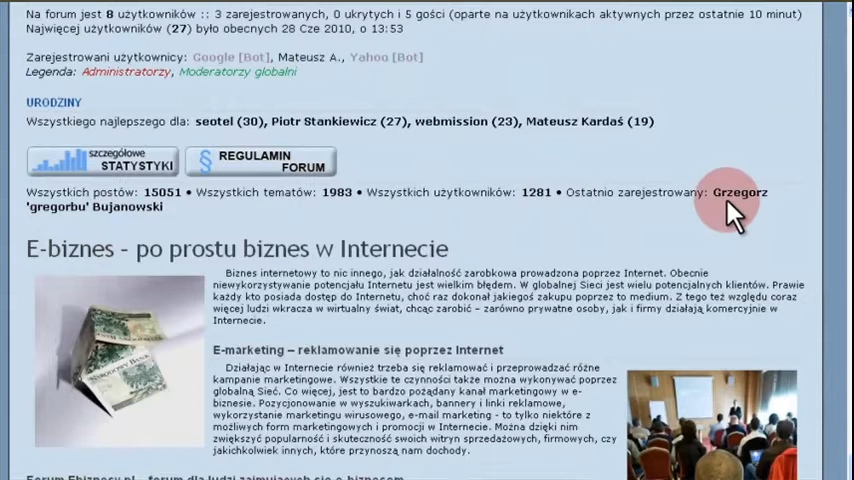 Na forum jest 8 użytkowników :: 3 zarejestrowanych, 0 ukrytych i 5 gości (oparte na użytkownikach aktywnych przez ostatnie 10 minut)
Najwięcej użytkowników (27) było obecnych 28 Cze 2010, o 13:53
Zarejestrowani użytkownicy: Google [Bot], Mateusz A., Yahoo [Bot]
Legenda: Administratorzy, Moderatorzy globalni
URODZINY
Wszystkiego najlepszego dla: seotel (30), Piotr Stankiewicz (27), webmission (23), Mateusz Kardaś (19)
szczegółowe STATYSTYKI
§ REGULAMIN FORUM
Wszystkich postów: 15051 • Wszystkich tematów: 1983 • Wszystkich użytkowników: 1281 • Ostatnio zarejestrowany: Grzegorz
'gregorbu' Bujanowski
E-biznes - po prostu biznes w Internecie
Biznes internetowy to nic innego, jak działalność zarobkowa prowadzona poprzez Internet. Obecnie
niewykorzystywanie potencjału Internetu jest wielkim błędem. W globalnej Sieci jest wielu potencjalnych klientów. Prawie
każdy kto posiada dostęp do Internetu, choć raz dokonał jakiegoś zakupu poprzez to medium. Z tego też względu coraz
więcej ludzi wkracza w wirtualny świat, chcąc zarobić – zarówno prywatne osoby, jak i firmy działają komercyjnie w
Internecie.
E-marketing – reklamowanie się poprzez Internet
Działając w Internecie również trzeba się reklamować i przeprowadzać różne
kampanie marketingowe. Wszystkie te czynności także można wykonywać poprzez
globalną Sieć. Co więcej, jest to bardzo pożądany kanał marketingowy w e-
biznesie. Pozycjonowanie w wyszukiwarkach, bannery i linki reklamowe,
wykorzystanie marketingu wirusowego, e-mail marketing - to tylko niektóre z
możliwych form marketingowych i promocji w Internecie. Można dzięki nim
zwiększyć popularność i skuteczność swoich witryn sprzedażowych, firmowych, czy
jakichkolwiek innych, które przynoszą nam dochody.
Forum Ebiznesy.pl – forum dla ludzi zajmujących się e-biznesem